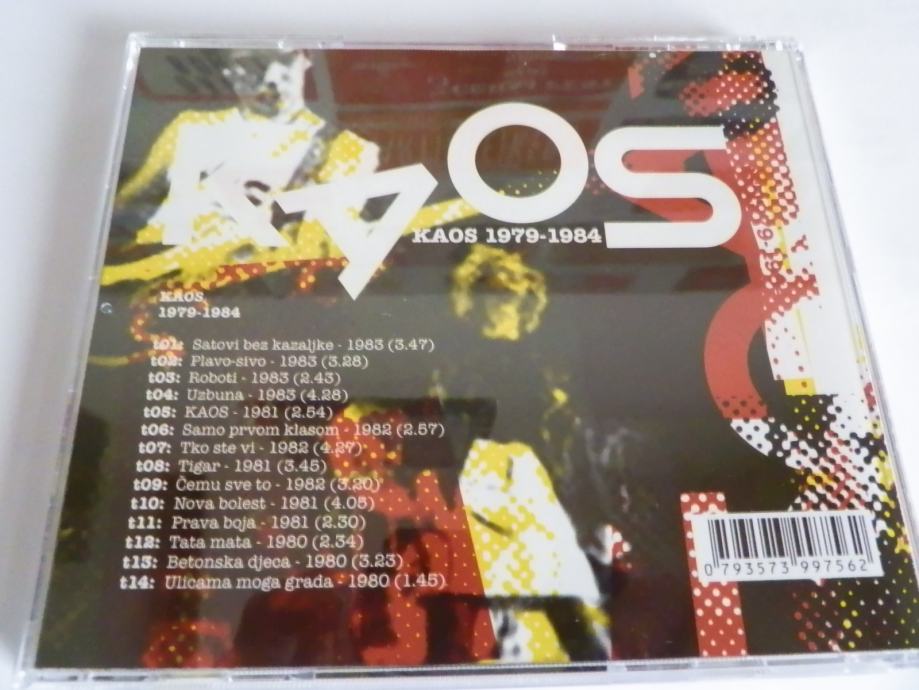 KAOS
KAOS 1979-1984
KAOS
1979-1984
t01: Satovi bez kazaljke - 1983 (3.47)
t02: Plavo-sivo - 1983 (3.28)
t03: Roboti - 1983 (2.43)
t04: Uzbuna - 1983 (4.28)
t05: KAOS - 1981 (2.54)
t06: Samo prvom klasom - 1982 (2.57)
t07: Tko ste vi - 1982 (4.27)
t08: Tigar - 1981 (3.45)
t09: Čemu sve to - 1982 (3.20)
t10: Nova bolest - 1981 (4.05)
t11: Prava boja - 1981 (2.30)
t12: Tata mata - 1980 (2.34)
t13: Betonska djeca - 1980 (3.23)
t14: Ulicama moga grada - 1980 (1.45)
0 793573 997562